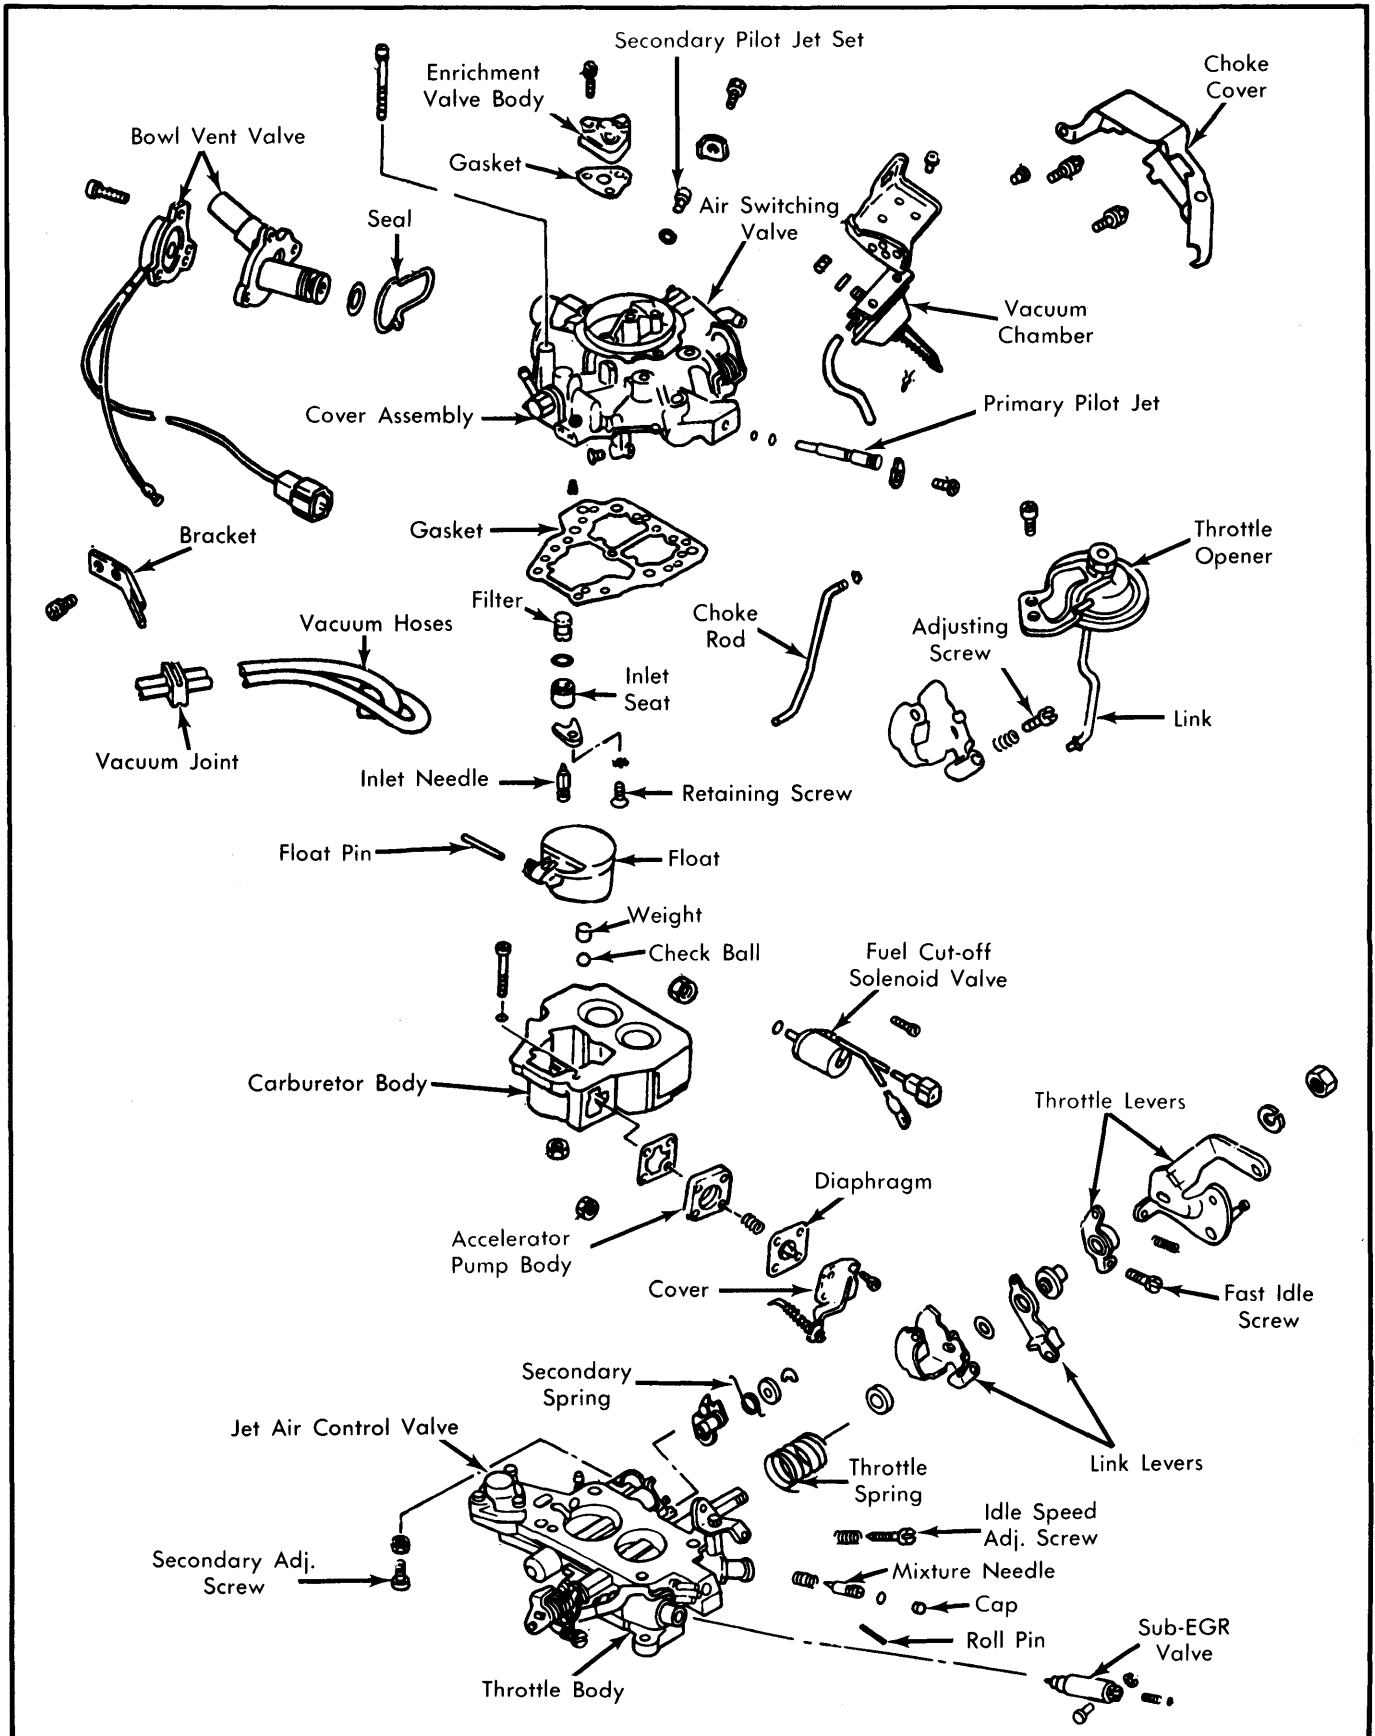 Secondary Pilot Jet Set
Enrichment
Valve Body
Choke
Cover
Bowl Vent Valve
Gasket
Seal
Air Switching
Valve
Vacuum
Chamber
Cover Assembly
Primary Pilot Jet
Gasket
Bracket
Throttle
Opener
Filter
Choke
Rod
Vacuum Hoses
Adjusting
Screw
Inlet
Seat
Link
Vacuum Joint
Inlet Needle
Retaining Screw
Float Pin
Float
Weight
Check Ball
Fuel Cut-off
Solenoid Valve
Carburetor Body
Throttle Levers
Diaphragm
Accelerator
Pump Body
Cover
Fast Idle
Screw
Secondary
Spring
Jet Air Control Valve
Link Levers
Throttle
Spring
Idle Speed
Adj. Screw
Secondary Adj.
Screw
Mixture Needle
Cap
Roll Pin
Sub-EGR
Valve
Throttle Body